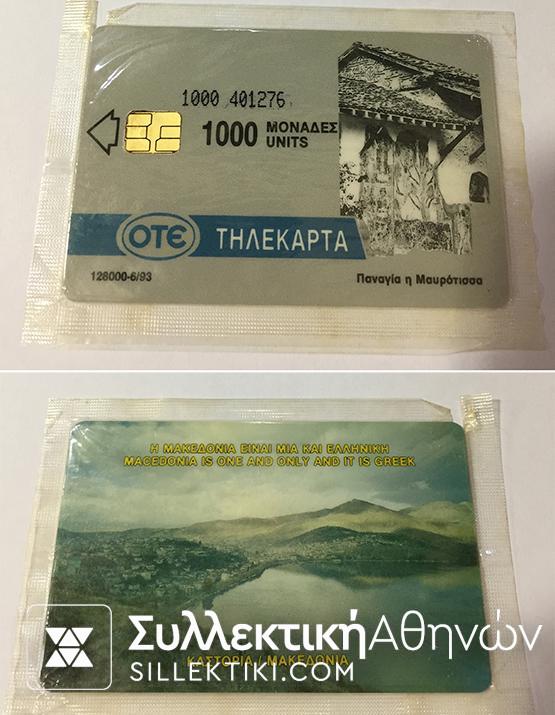 1000 401276
1000 ΜΟΝΑΔΕΣ
UNITS
ΟΤΕ ΤΗΛΕΚΑΡΤΑ
128000-6/93
Παναγία η Μαυρότισσα
Η ΜΑΚΕΔΟΝΙΑ ΕΙΝΑΙ ΜΙΑ ΚΑΙ ΕΛΛΗΝΙΚΗ
MACEDONIA IS ONE AND ONLY AND IT IS GREEK
ΣυλλεκτικήΑθηνών
ΚΑΣΤΟΡΙΑ / ΜΑΚΕΔΟΝΙΑ
SILLEKTIKI.COM